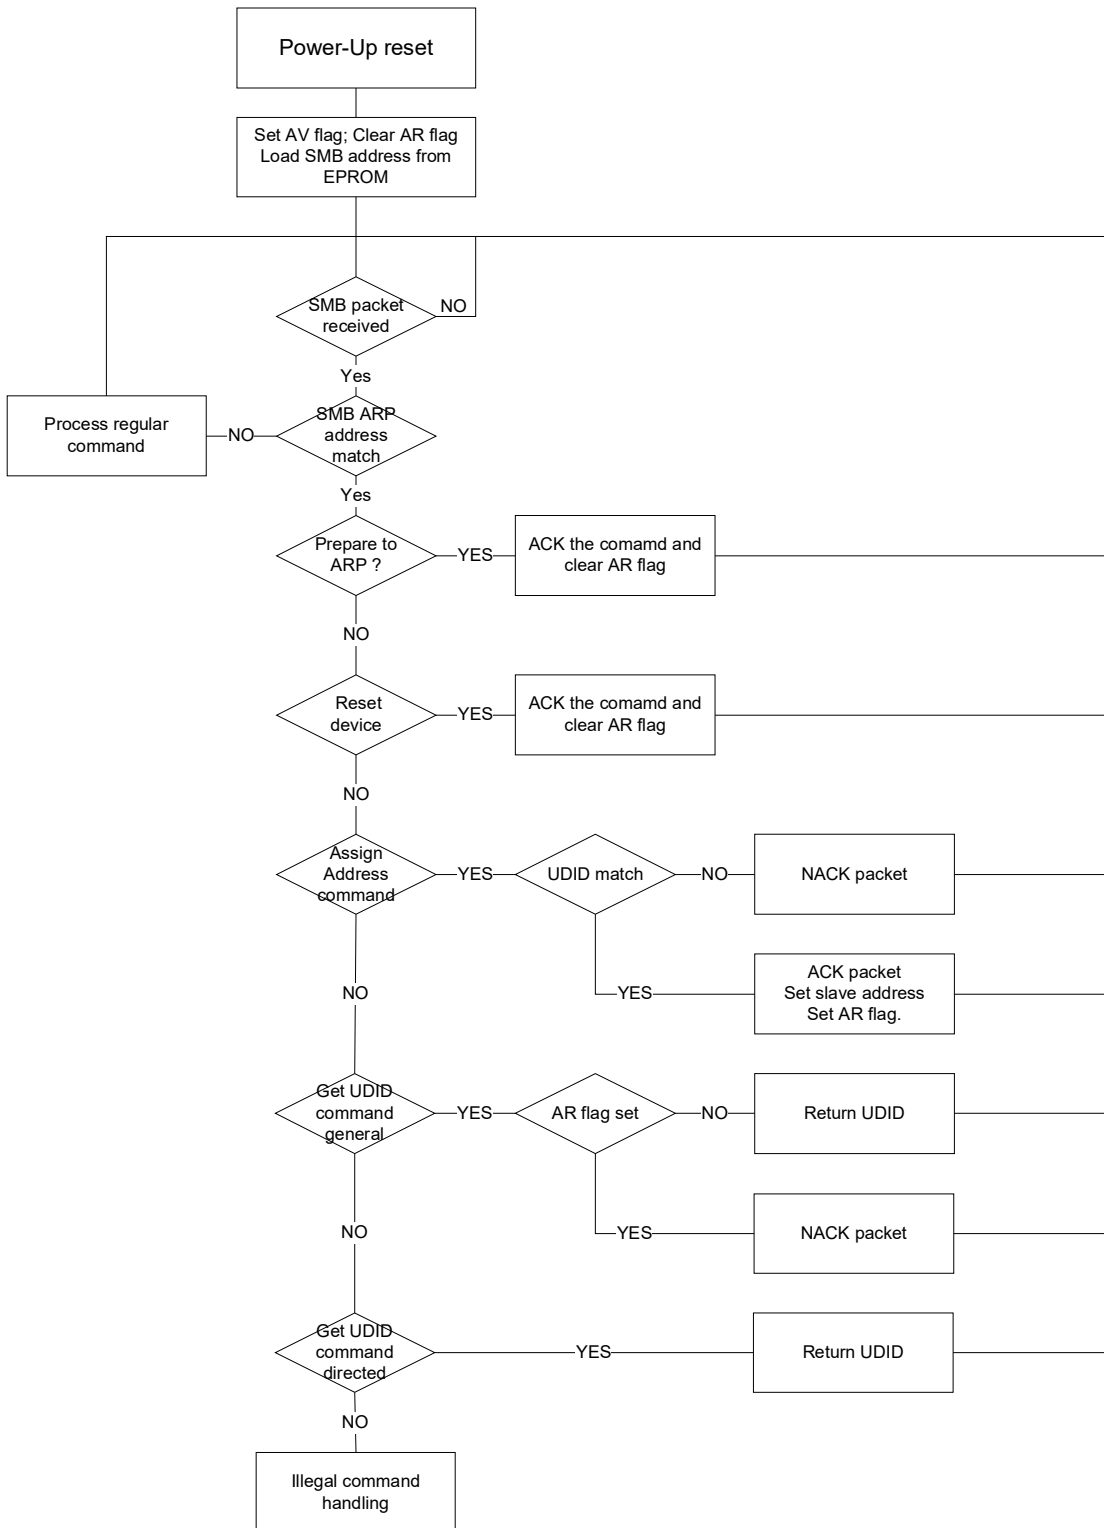 Power-Up reset
Set AV flag; Clear AR flag
Load SMB address from
EPROM
SMB packet
received
NO
Yes
SMB ARP
address
match
NO
Process regular
command
Yes
Prepare to
ARP ?
YES
ACK the comamd and
clear AR flag
NO
Reset
device
YES
ACK the comamd and
clear AR flag
NO
Assign
Address
command
YES
UDID match
NO
NACK packet
YES
ACK packet
Set slave address
Set AR flag.
NO
Get UDID
command
general
YES
AR flag set
NO
Return UDID
YES
NACK packet
NO
Get UDID
command
directed
YES
Return UDID
NO
Illegal command
handling